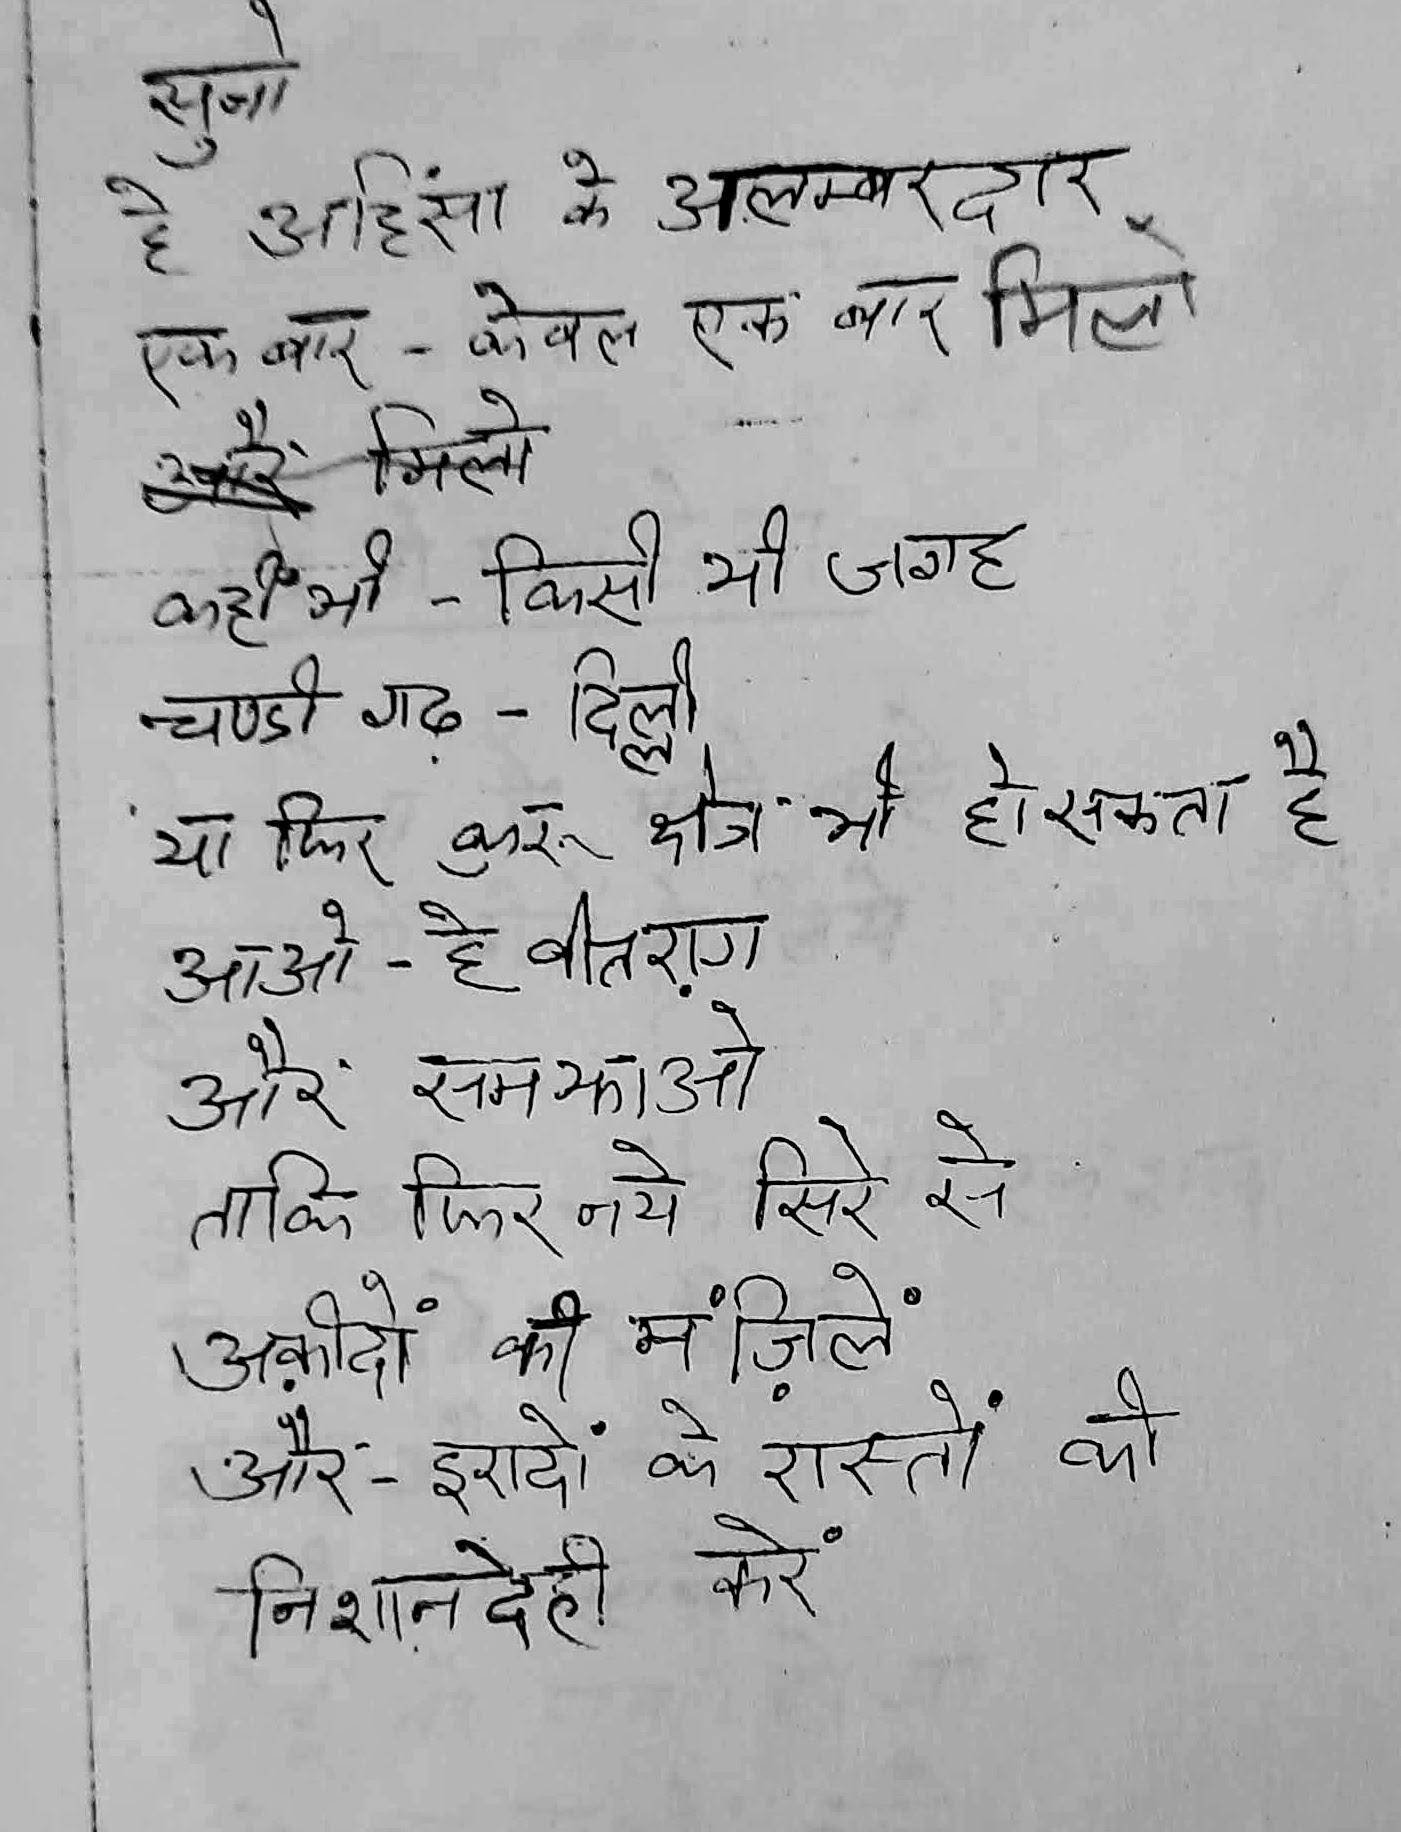 सुनो
हे अहिंसा के अलम्बरदार
एक बार - केवल एक बार मिलो
और मिलो
कहीं भी - किसी भी जगह
चण्डी गढ़ - दिल्ली
या फिर कुरू क्षेत्र भी हो सकता है
आओ - हे वीतराग
और समझाओ
ताकि फिर नये सिरे से
अक़ीदों की मंज़िलें
और - इरादों के रास्तों की
निशानदेही करें